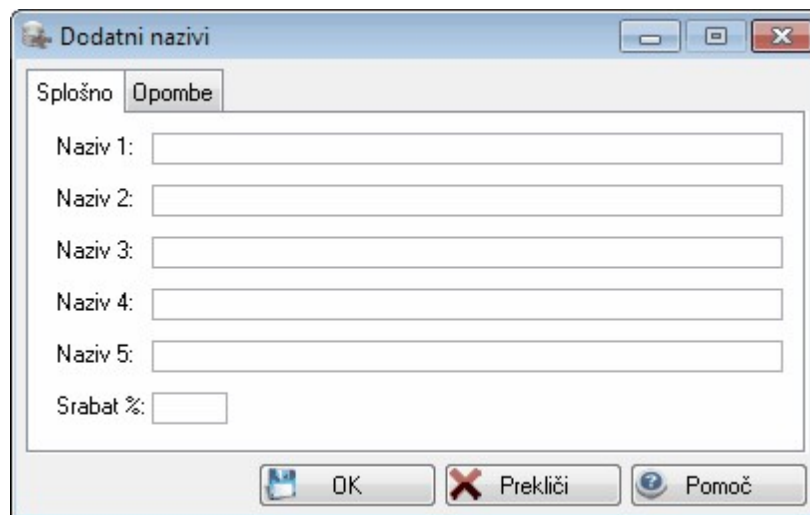 Dodatni nazivi
Splošno Opombe
Naziv 1:
Naziv 2:
Naziv 3:
Naziv 4:
Naziv 5:
Srabat %:
OK Prekliči Pomoč